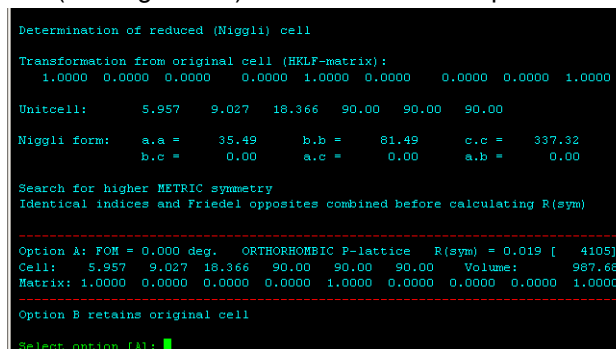 Determination of reduced (Niggli) cell
Transformation from original cell (HKLF-matrix):
1.0000 0.0000 0.0000 0.0000 1.0000 0.0000 0.0000 0.0000 1.0000
Unitcell: 5.957 9.027 18.366 90.00 90.00 90.00
Niggli form: a.a = 35.49 b.b = 81.49 c.c = 337.32
b.c = 0.00 a.c = 0.00 a.b = 0.00
Search for higher METRIC symmetry
Identical indices and Friedel opposites combined before calculating R(sym)
Option A: FOM = 0.000 deg. ORTHORHOMBIC P-lattice R(sym) = 0.019 [ 4105]
Cell: 5.957 9.027 18.366 90.00 90.00 90.00 Volume: 987.68
Matrix: 1.0000 0.0000 0.0000 0.0000 1.0000 0.0000 0.0000 0.0000 1.0000
Option B retains original cell
Select option [A]: